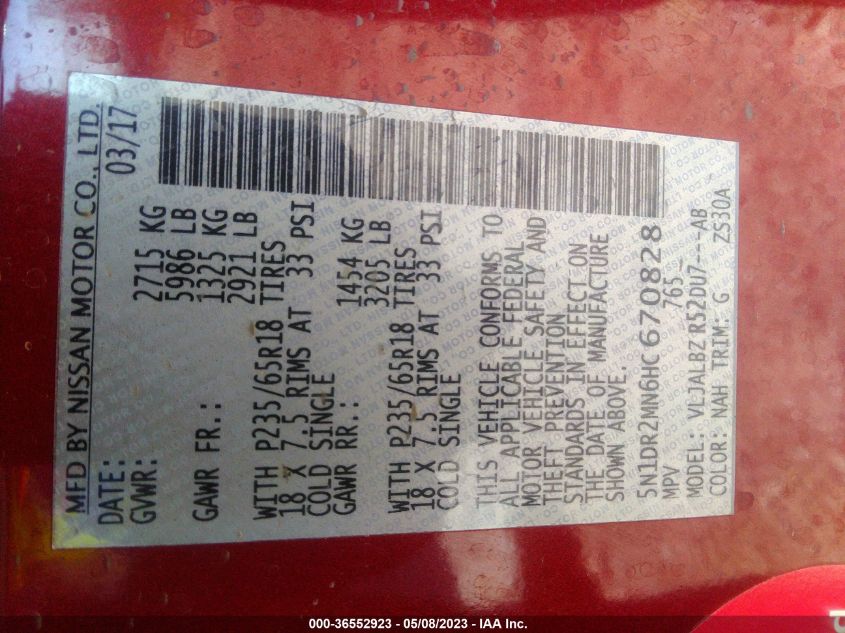 MFD BY NISSAN MOTOR CO., LTD.
DATE: 03/17
GVWR: 2715 KG
5986 LB
GAWR FR.: 1325 KG
2921 LB
WITH P235/65R18 TIRES
18 X 7.5 RIMS AT 33 PSI
COLD SINGLE
GAWR RR.: 1454 KG
3205 LB
WITH P235/65R18 TIRES
18 X 7.5 RIMS AT 33 PSI
COLD SINGLE
THIS VEHICLE CONFORMS TO
ALL APPLICABLE FEDERAL
MOTOR VEHICLE SAFETY AND
THEFT PREVENTION
STANDARDS IN EFFECT ON
THE DATE OF MANUFACTURE
SHOWN ABOVE.
5N1DR2MN6HC670828
MPV 765
MODEL: VLJALBZ R52DU7---AB
COLOR: NAH TRIM: G ZS30A
000-36552923 - 05/08/2023 - IAA Inc.